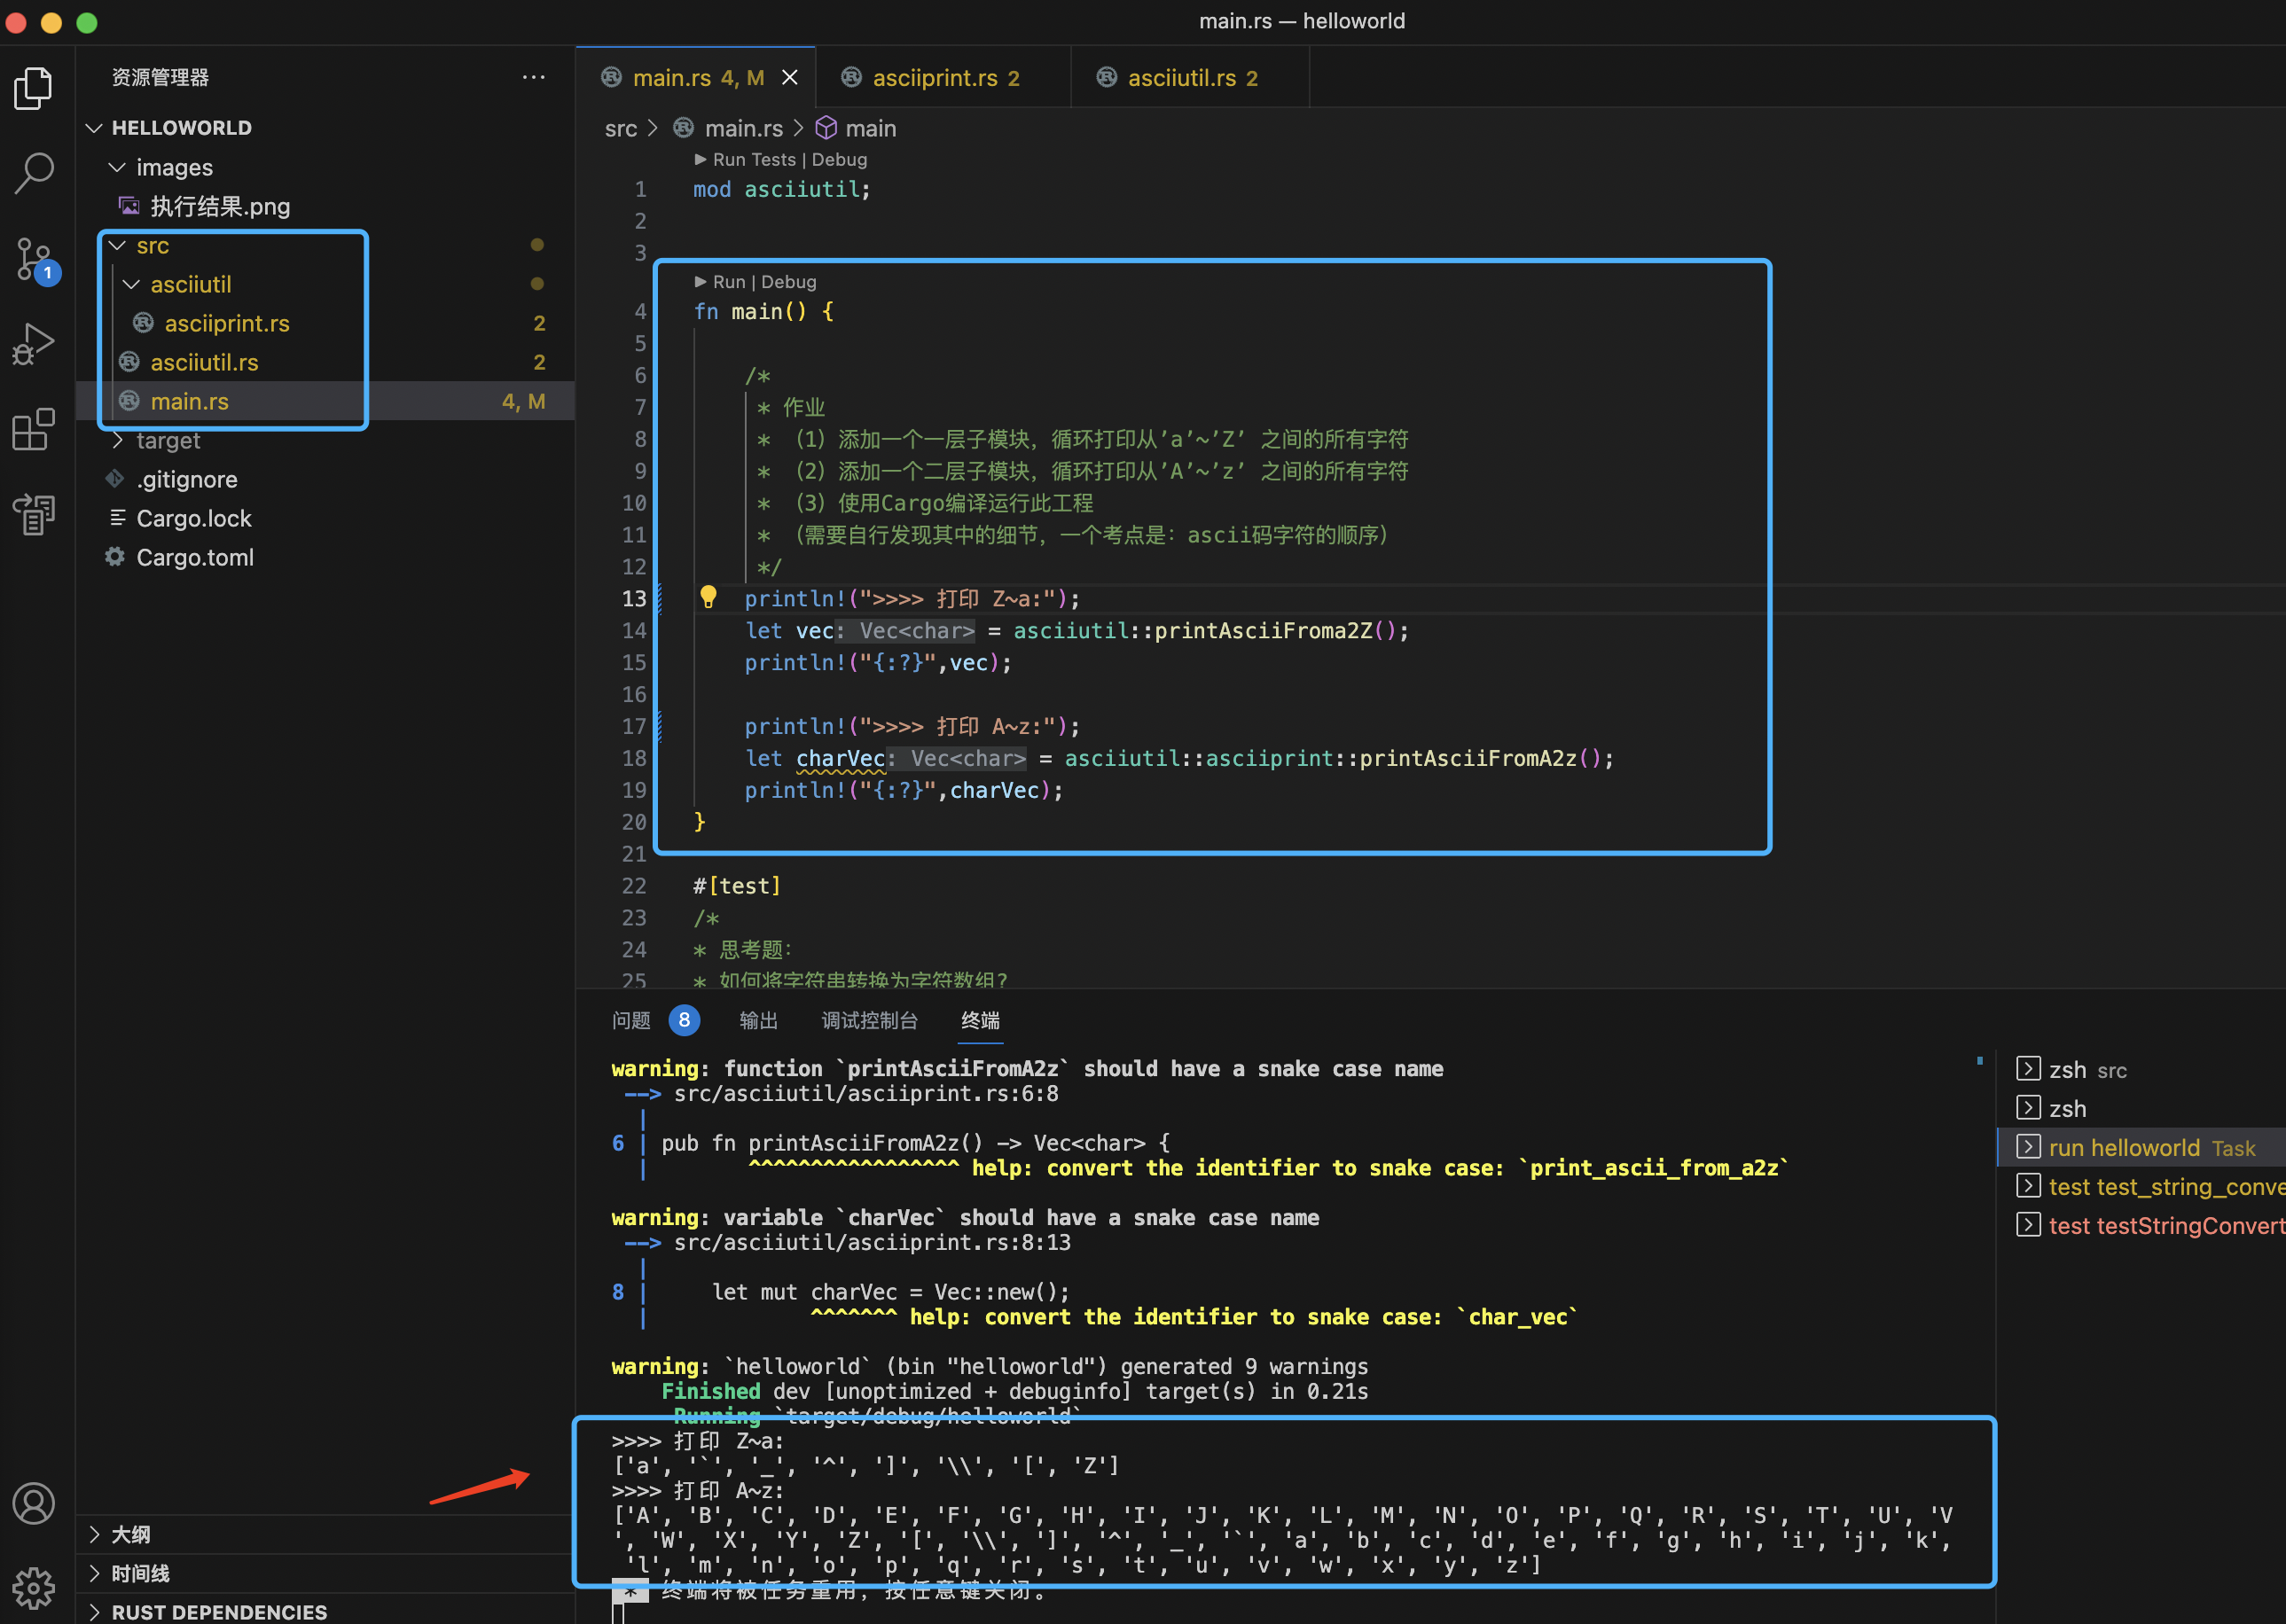 main.rs — helloworld
资源管理器
HELLOWORLD
images
执行结果.png
src
asciiutil
asciiprint.rs 2
asciiutil.rs 2
main.rs 4, M
target
.gitignore
Cargo.lock
Cargo.toml
1
大纲
时间线
RUST DEPENDENCIES
main.rs 4, M
asciiprint.rs 2
asciiutil.rs 2
src > main.rs > main
Run Tests | Debug
1 mod asciiutil;
2
3
Run | Debug
4 fn main() {
5
6 /*
7 * 作业
8 * （1）添加一个一层子模块，循环打印从’a’~’Z’ 之间的所有字符
9 * （2）添加一个二层子模块，循环打印从’A’~’z’ 之间的所有字符
10 * （3）使用Cargo编译运行此工程
11 * （需要自行发现其中的细节，一个考点是：ascii码字符的顺序）
12 */
13 println!(">>>> 打印 Z~a:");
14 let vec: Vec<char> = asciiutil::printAsciiFroma2Z();
15 println!("{:?}",vec);
16
17 println!(">>>> 打印 A~z:");
18 let charVec: Vec<char> = asciiutil::asciiprint::printAsciiFromA2z();
19 println!("{:?}",charVec);
20 }
21
22 #[test]
23 /*
24 * 思考题：
25 * 如何将字符串转换为字符数组?
问题 8 输出 调试控制台 终端
warning: function `printAsciiFromA2z` should have a snake case name
--> src/asciiutil/asciiprint.rs:6:8
|
6 | pub fn printAsciiFromA2z() -> Vec<char> {
| ^^^^^^^^^^^^^^^^^ help: convert the identifier to snake case: `print_ascii_from_a2z`
warning: variable `charVec` should have a snake case name
--> src/asciiutil/asciiprint.rs:8:13
|
8 | let mut charVec = Vec::new();
| ^^^^^^^ help: convert the identifier to snake case: `char_vec`
warning: `helloworld` (bin "helloworld") generated 9 warnings
Finished dev [unoptimized + debuginfo] target(s) in 0.21s
Running `target/debug/helloworld`
>>>> 打印 Z~a:
['a', '`', '_', '^', ']', '\\', '[', 'Z']
>>>> 打印 A~z:
['A', 'B', 'C', 'D', 'E', 'F', 'G', 'H', 'I', 'J', 'K', 'L', 'M', 'N', 'O', 'P', 'Q', 'R', 'S', 'T', 'U', 'V
', 'W', 'X', 'Y', 'Z', '[', '\\', ']', '^', '_', '`', 'a', 'b', 'c', 'd', 'e', 'f', 'g', 'h', 'i', 'j', 'k',
'l', 'm', 'n', 'o', 'p', 'q', 'r', 's', 't', 'u', 'v', 'w', 'x', 'y', 'z']
* 终端将被任务重用，按任意键关闭。
zsh src
zsh
run helloworld Task
test test_string_conve
test testStringConvert